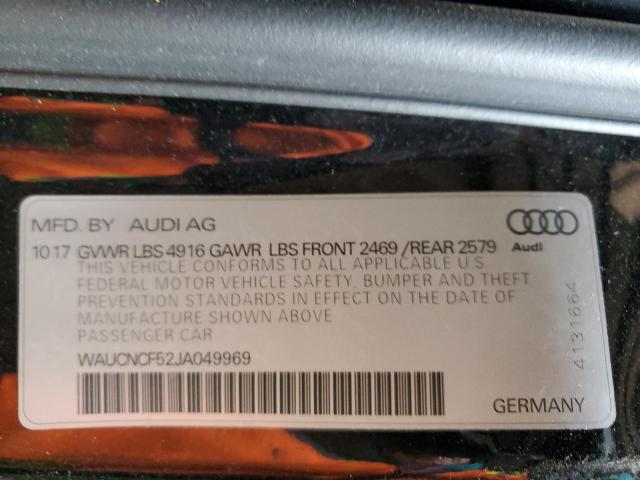 MFD. BY AUDI AG
10 17 GVWR LBS 4916 GAWR LBS FRONT 2469 /REAR 2579
Audi
THIS VEHICLE CONFORMS TO ALL APPLICABLE U S
FEDERAL MOTOR VEHICLE SAFETY, BUMPER AND THEFT
PREVENTION STANDARDS IN EFFECT ON THE DATE OF
MANUFACTURE SHOWN ABOVE
PASSENGER CAR
WAUCNCF52JA049969
GERMANY
4131664